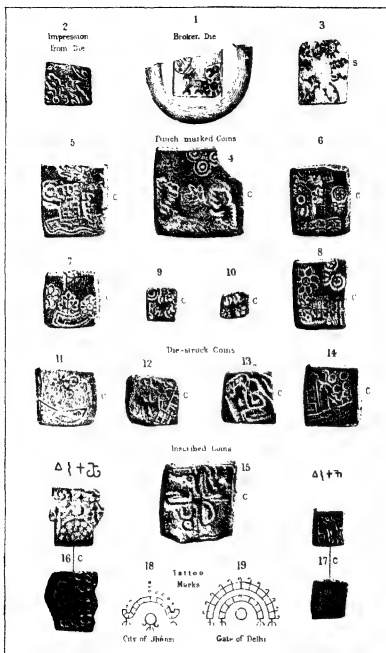 1
2
3
Impression
from Die
Broken Die
S
Punch marked Coins
5
4
6
C
C
C
7
9
10
8
C
C
C
C
Die-struck Coins
11
12
13
14
C
C
C
C
Inscribed Coins
15
C
16
C
18
Tattoo
Marks
19
17
C
City of Jhânsi
Gate of Delhi